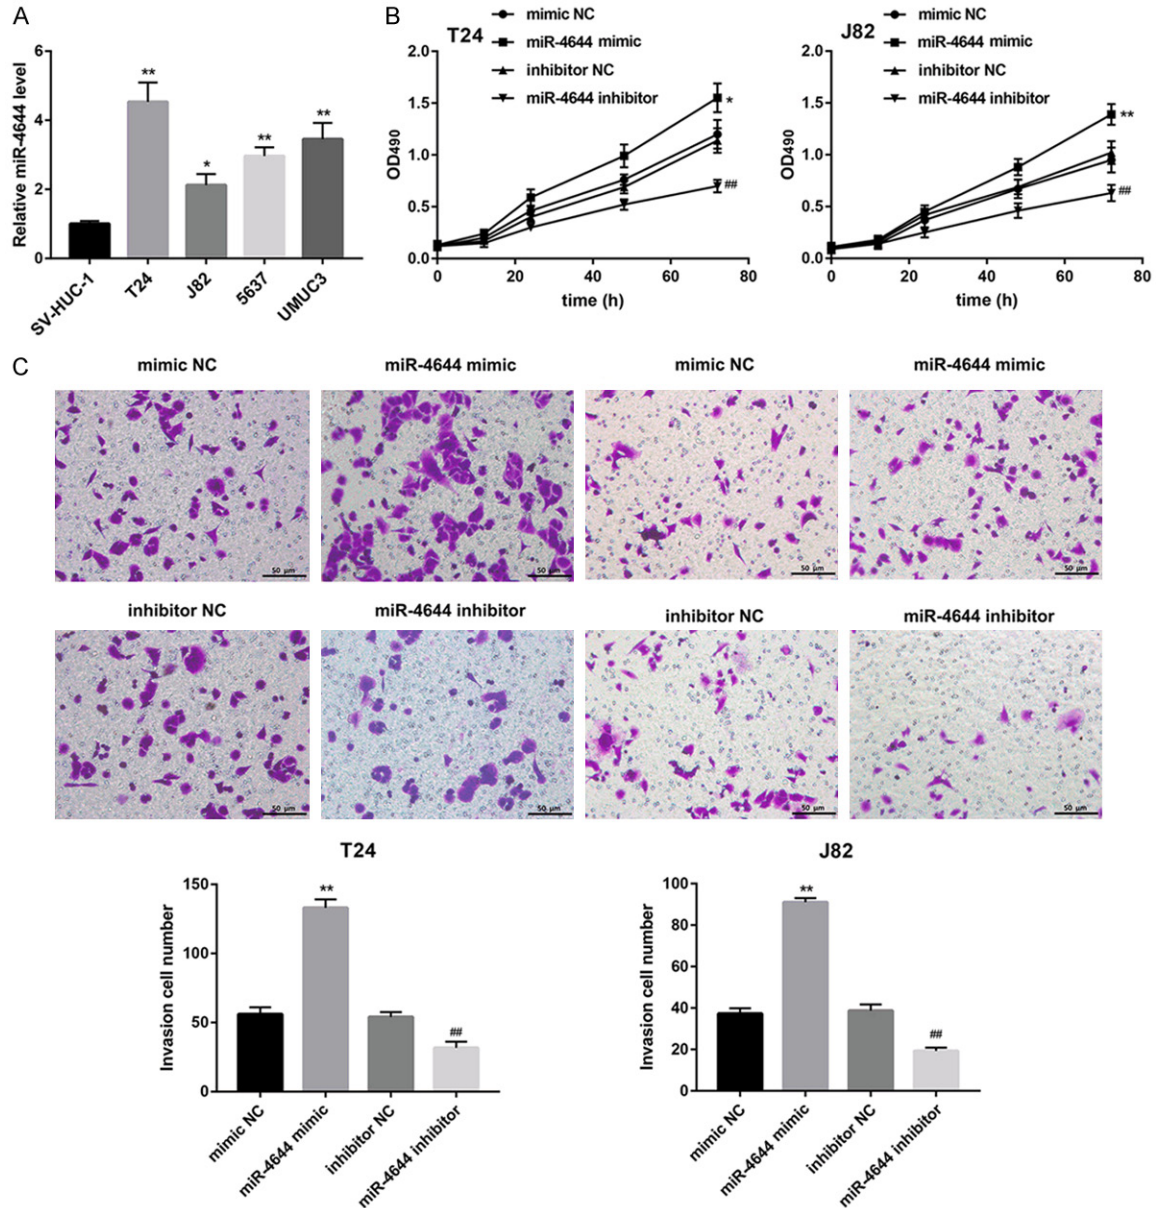 A
Relative miR-4644 level
6
4
2
0
**
*
**
**
SV-HUC-1
T24
J82
5637
UMUC3
B
T24
mimic NC
miR-4644 mimic
inhibitor NC
miR-4644 inhibitor
OD490
2.0
1.5
1.0
0.5
0.0
*
##
0
20
40
60
80
time (h)
J82
mimic NC
miR-4644 mimic
inhibitor NC
miR-4644 inhibitor
OD490
2.0
1.5
1.0
0.5
0.0
**
##
0
20
40
60
80
time (h)
C
mimic NC
miR-4644 mimic
mimic NC
miR-4644 mimic
50 µm
50 µm
50 µm
50 µm
inhibitor NC
miR-4644 inhibitor
inhibitor NC
miR-4644 inhibitor
50 µm
50 µm
50 µm
50 µm
T24
Invasion cell number
150
100
50
0
**
##
mimic NC
miR-4644 mimic
inhibitor NC
miR-4644 inhibitor
J82
Invasion cell number
100
80
60
40
20
0
**
##
mimic NC
miR-4644 mimic
inhibitor NC
miR-4644 inhibitor